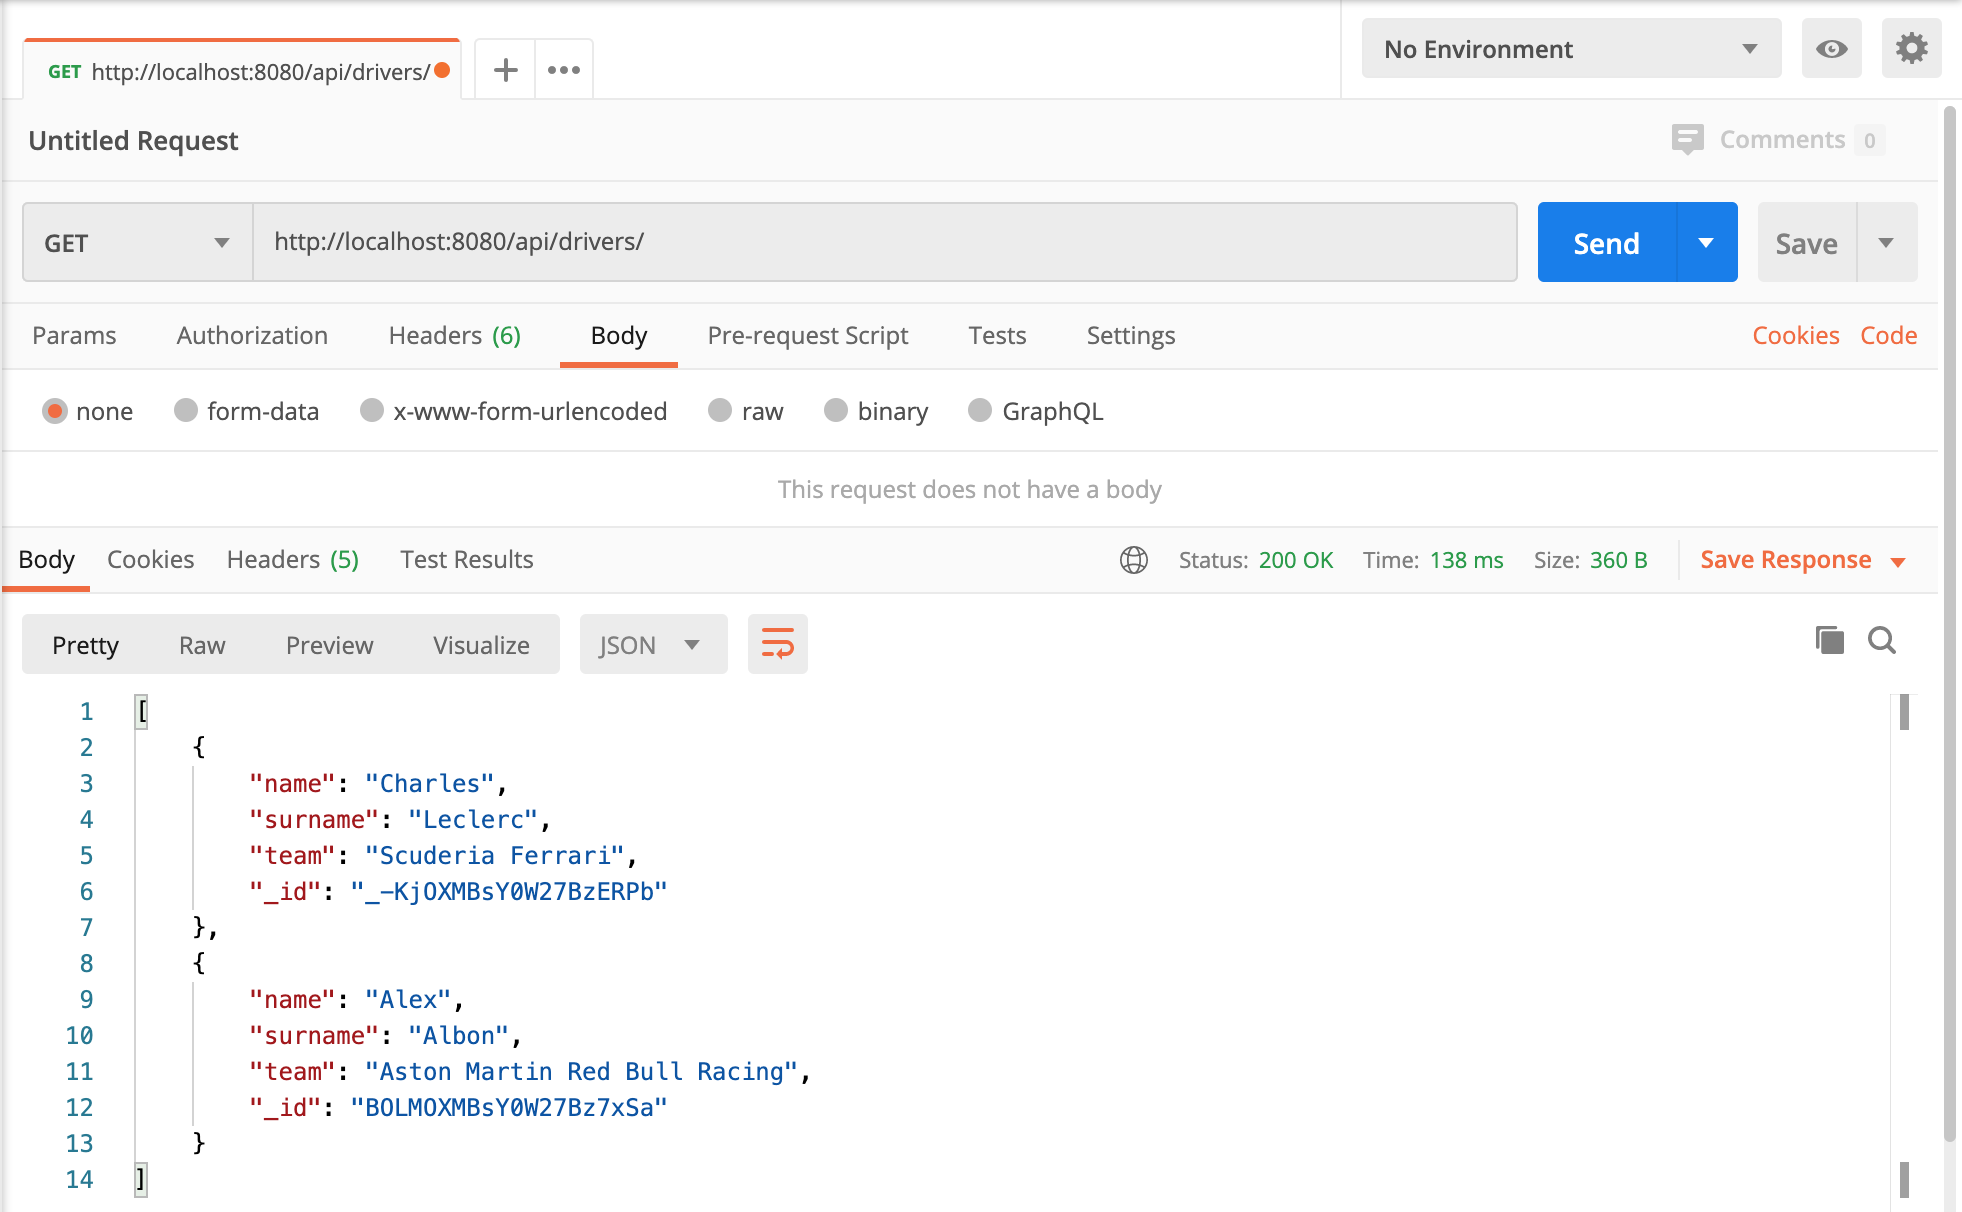 GET http://localhost:8080/api/drivers/
No Environment
Untitled Request
Comments 0
GET http://localhost:8080/api/drivers/ Send Save
Params Authorization Headers (6) Body Pre-request Script Tests Settings Cookies Code
none form-data x-www-form-urlencoded raw binary GraphQL
This request does not have a body
Body Cookies Headers (5) Test Results Status: 200 OK Time: 138 ms Size: 360 B Save Response
Pretty Raw Preview Visualize JSON
1 [
2 {
3 "name": "Charles",
4 "surname": "Leclerc",
5 "team": "Scuderia Ferrari",
6 "_id": "_-KjOXMBsY0W27BzERPb"
7 },
8 {
9 "name": "Alex",
10 "surname": "Albon",
11 "team": "Aston Martin Red Bull Racing",
12 "_id": "BOLMOXMBsY0W27Bz7xSa"
13 }
14 ]